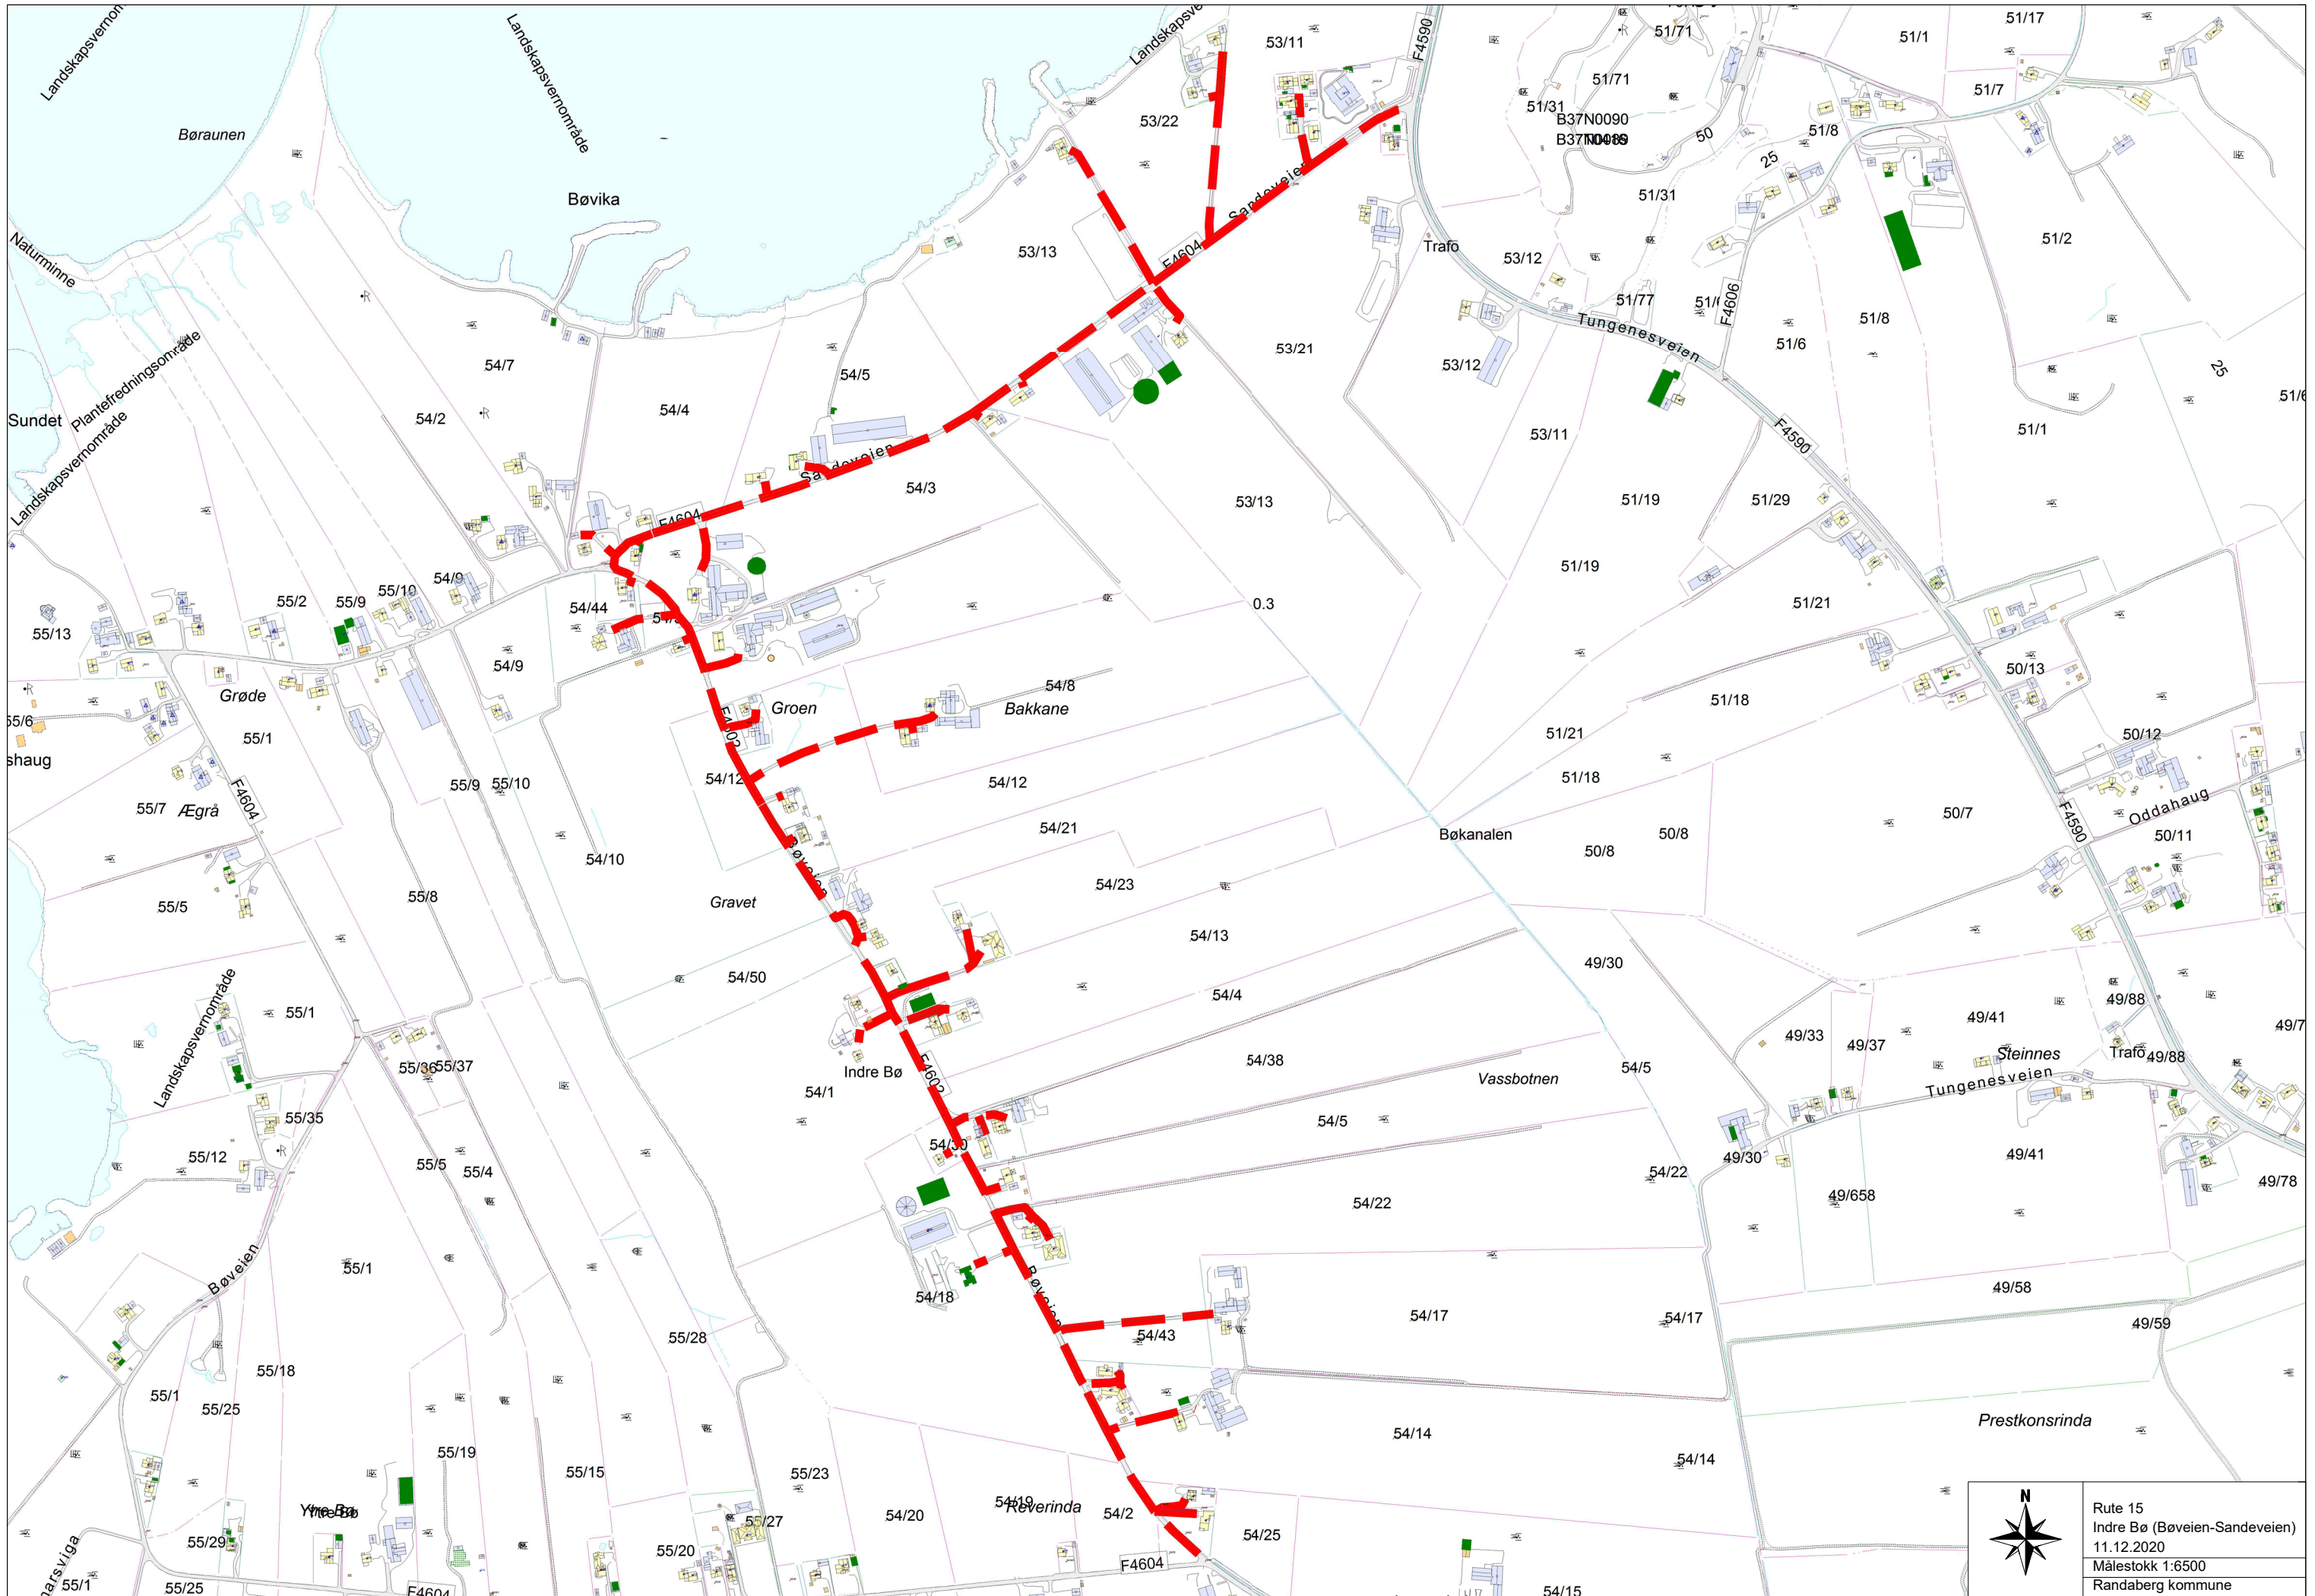 Landskapsvernområde
Landskapsve
53/11
F4590
51/71
51/1
51/17
51/71
51/7
51/31
B37N0090
51/8
50
25
53/22
Børaunen
Bøvika
Sandeveien
51/31
Naturminne
53/13
F4604
Trafo
53/12
51/2
51/77
F4606
Tungenesveien
51/8
51/6
53/21
53/12
54/7
54/5
Plantefredningsområde
Sundet
Landskapsvernområde
54/2
54/4
25
51/1
53/11
F4590
Sandeveien
54/3
53/13
51/19
51/29
F4604
51/19
54/9
55/10
55/9
55/2
54/44
0.3
51/21
55/13
54/9
Grøde
50/13
54/8
Bakkane
Groen
51/18
F4602
55/1
51/21
50/12
shaug
55/9
55/10
54/12
54/12
51/18
55/7
Ægrå
F4604
54/21
Bøkanalen
50/7
Oddahaug
F4590
50/11
50/8
50/8
54/10
Bøveien
54/23
55/5
55/8
Gravet
54/13
54/50
49/30
54/4
Landskapsvernområde
55/1
49/88
49/41
49/33
49/37
Steinnes
Trafo
49/88
55/36
55/37
Indre Bø
F4602
54/38
54/5
Vassbotnen
Tungenesveien
54/1
55/35
54/5
54/30
55/12
55/5
55/4
49/30
49/41
54/22
49/78
49/658
54/22
Bøveien
55/1
49/58
54/18
Bøveien
54/17
54/17
49/59
55/28
54/43
55/18
55/1
55/25
54/14
Prestkonsrinda
55/19
54/14
55/15
55/23
Ytre Bø
54/20
54/19
Reverinda
54/2
55/27
54/25
55/29
55/20
F4604
55/1
55/25
F4604
54/15
N
Rute 15
Indre Bø (Bøveien-Sandeveien)
11.12.2020
Målestokk 1:6500
Randaberg kommune